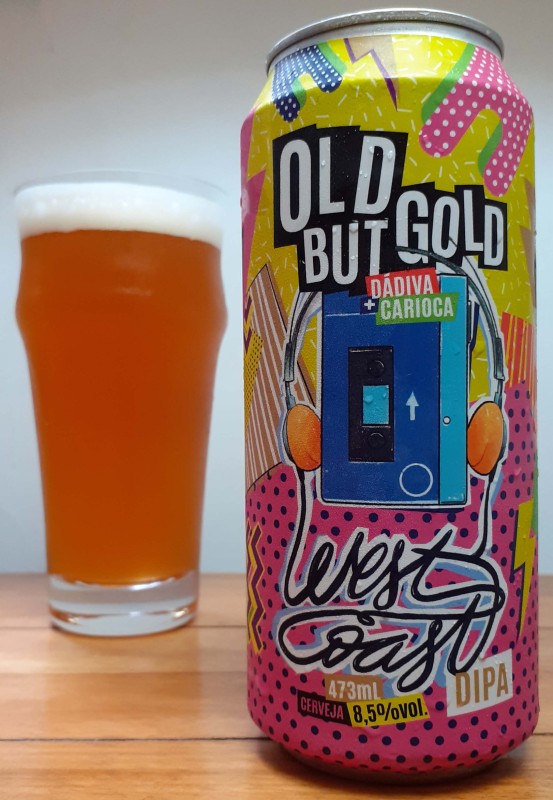 OLD
BUT GOLD
DÁDIVA
+ CARIOCA
West
Coast
473ml
CERVEJA 8,5%VOL.
DIPA